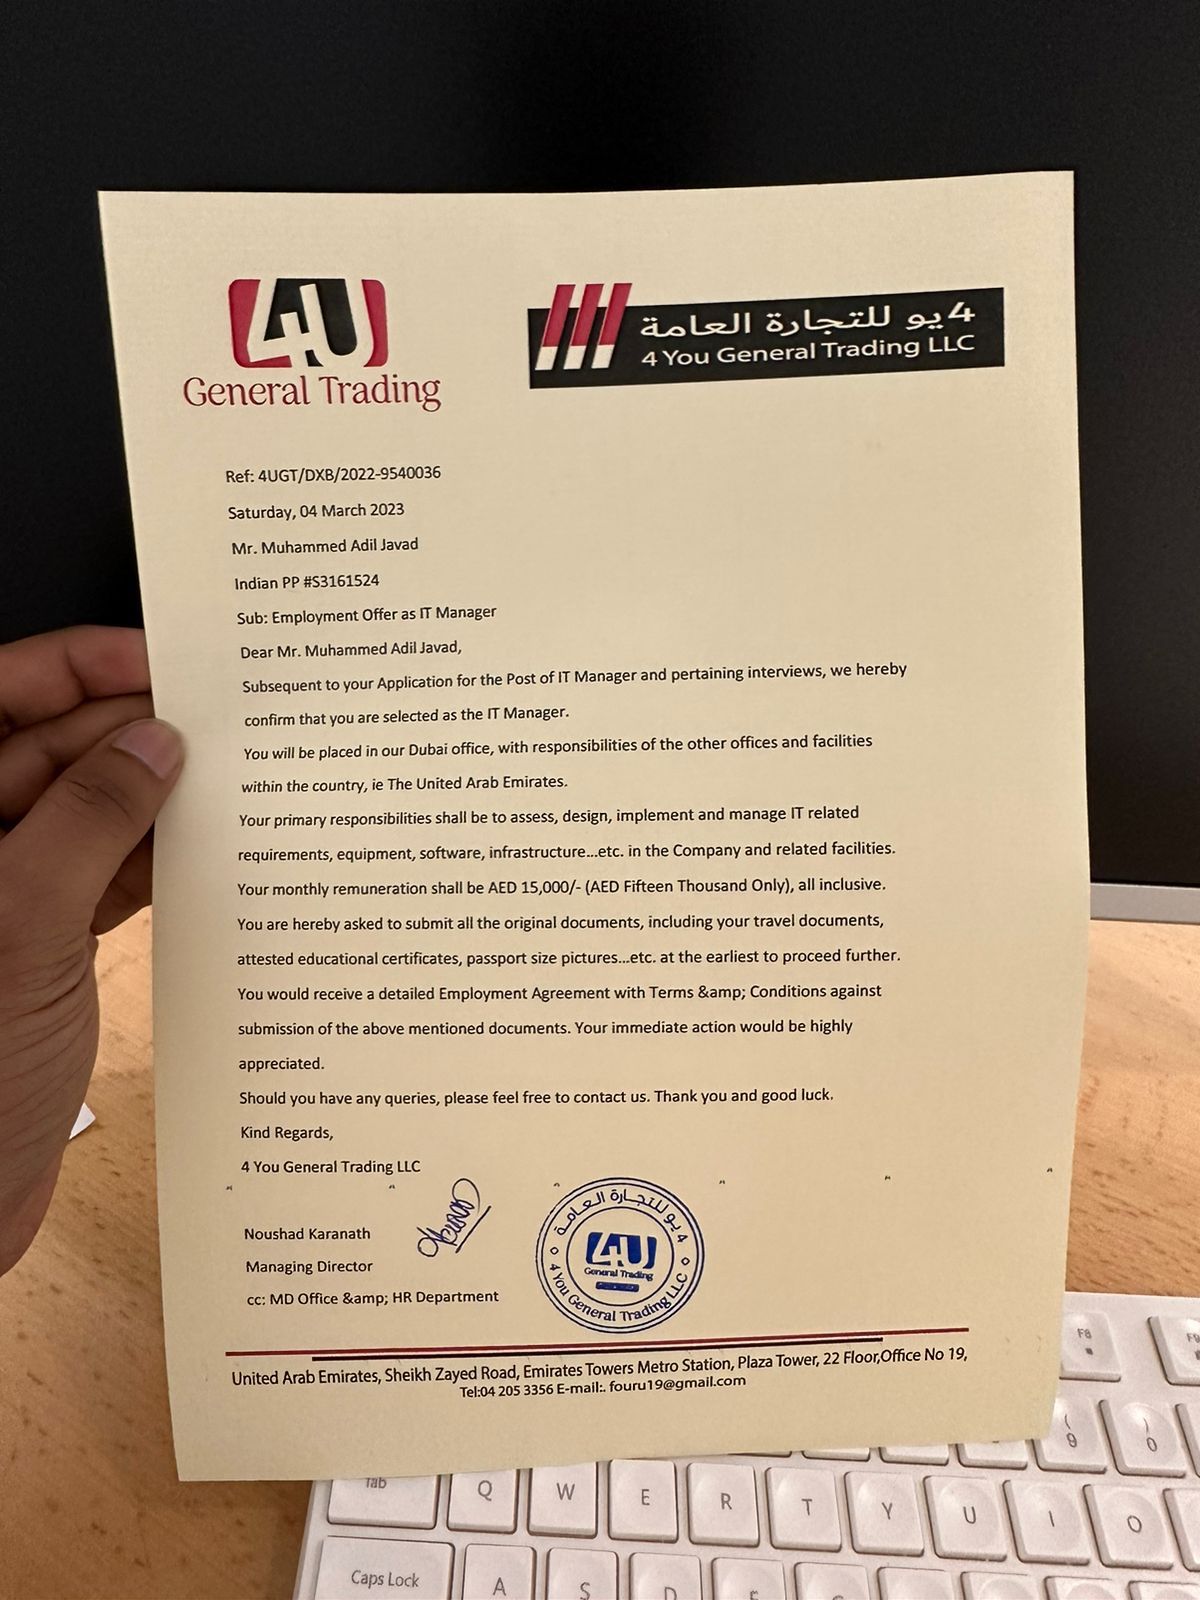 4U
General Trading
4يو للتجارة العامة
4 You General Trading LLC
Ref: 4UGT/DXB/2022-9540036
Saturday, 04 March 2023
Mr. Muhammed Adil Javad
Indian PP #S3161524
Sub: Employment Offer as IT Manager
Dear Mr. Muhammed Adil Javad,
Subsequent to your Application for the Post of IT Manager and pertaining interviews, we hereby
confirm that you are selected as the IT Manager.
You will be placed in our Dubai office, with responsibilities of the other offices and facilities
within the country, ie The United Arab Emirates.
Your primary responsibilities shall be to assess, design, implement and manage IT related
requirements, equipment, software, infrastructure...etc. in the Company and related facilities.
Your monthly remuneration shall be AED 15,000/- (AED Fifteen Thousand Only), all inclusive.
You are hereby asked to submit all the original documents, including your travel documents,
attested educational certificates, passport size pictures...etc. at the earliest to proceed further.
You would receive a detailed Employment Agreement with Terms &amp; Conditions against
submission of the above mentioned documents. Your immediate action would be highly
appreciated.
Should you have any queries, please feel free to contact us. Thank you and good luck.
Kind Regards,
4 You General Trading LLC
Noushad Karanath
Managing Director
cc: MD Office &amp; HR Department
4 يو للتجارة العامة
4U
General Trading
4 You General Trading LLC
United Arab Emirates, Sheikh Zayed Road, Emirates Towers Metro Station, Plaza Tower, 22 Floor,Office No 19,
Tel:04 205 3356 E-mail:. fouru19@gmail.com
F8
F9
( 9
) 0
Tab
Q W E R T Y U I O
Caps Lock
A S D